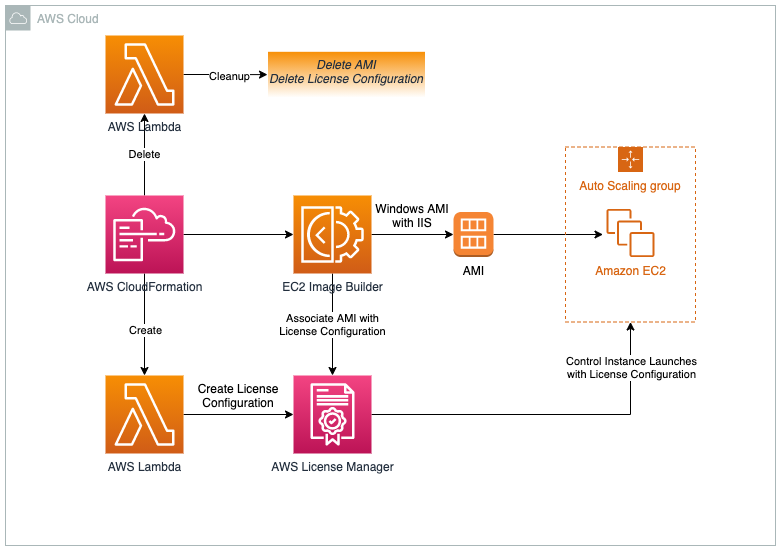 AWS Cloud
Delete AMI
Delete License Configuration
Cleanup
AWS Lambda
Delete
Auto Scaling group
Windows AMI
with IIS
AMI
Amazon EC2
AWS CloudFormation
EC2 Image Builder
Create
Associate AMI with
License Configuration
Control Instance Launches
with License Configuration
Create License
Configuration
AWS Lambda
AWS License Manager